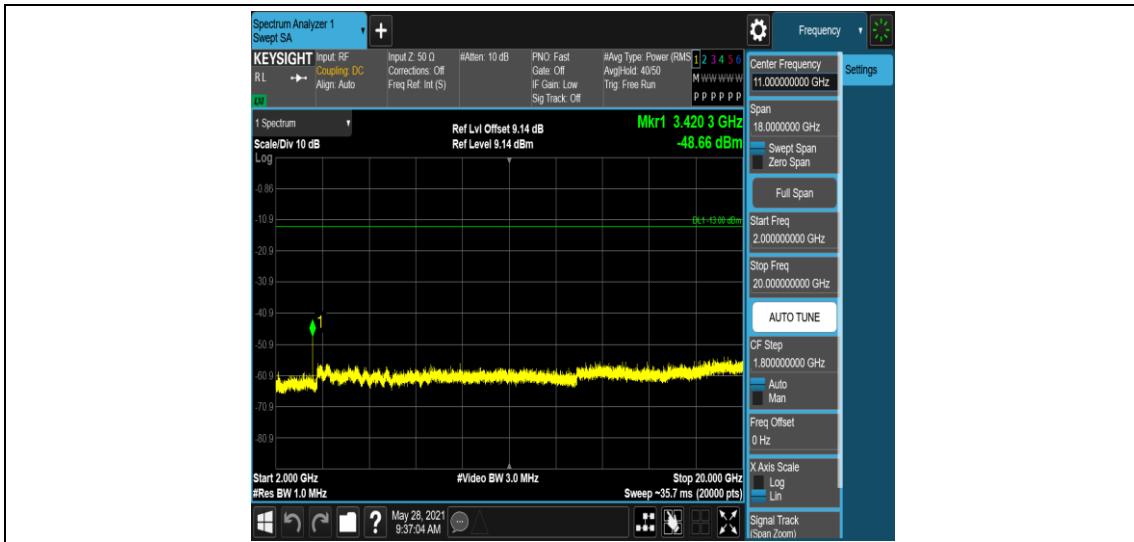 Spectrum Analyzer 1
Swept SA
Frequency
KEYSIGHT
RL
Input: RF
Coupling: DC
Align: Auto
Input Z: 50 Ω
Corrections: Off
Freq Ref: Int (S)
#Atten: 10 dB
PNO: Fast
Gate: Off
IF Gain: Low
Sig Track: Off
#Avg Type: Power (RMS
Avg|Hold: 40/50
Trig: Free Run
1 2 3 4 5 6
M W W W W W
P P P P P P
1 Spectrum
Scale/Div 10 dB
Ref Lvl Offset 9.14 dB
Ref Level 9.14 dBm
Mkr1 3.420 3 GHz
-48.66 dBm
Log
-0.86
-10.9
DL1 -13.00 dBm
-20.9
-30.9
-40.9
1
-50.9
-60.9
-70.9
-80.9
Start 2.000 GHz
#Video BW 3.0 MHz
Stop 20.000 GHz
#Res BW 1.0 MHz
Sweep ~35.7 ms (20000 pts)
Center Frequency
11.000000000 GHz
Settings
Span
18.0000000 GHz
Swept Span
Zero Span
Full Span
Start Freq
2.000000000 GHz
Stop Freq
20.000000000 GHz
AUTO TUNE
CF Step
1.800000000 GHz
Auto
Man
Freq Offset
0 Hz
X Axis Scale
Log
Lin
Signal Track
(Span Zoom)
?
May 28, 2021
9:37:04 AM